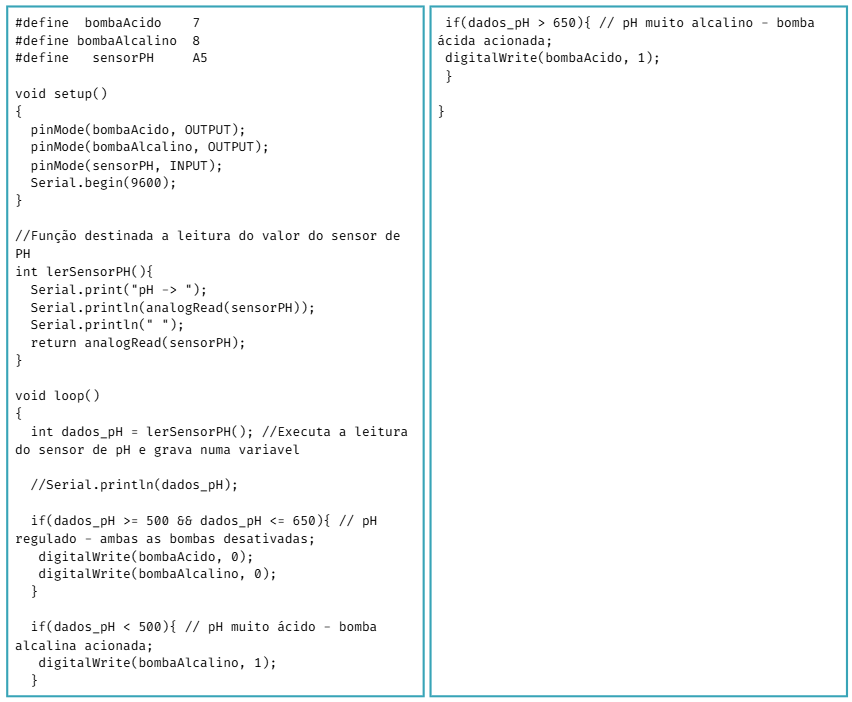 #define  bombaAcido    7
#define bombaAlcalino  8
#define   sensorPH     A5

void setup()
{
  pinMode(bombaAcido, OUTPUT);
  pinMode(bombaAlcalino, OUTPUT);
  pinMode(sensorPH, INPUT);
  Serial.begin(9600);
}

//Função destinada a leitura do valor do sensor de
PH
int lerSensorPH(){
  Serial.print("pH -> ");
  Serial.println(analogRead(sensorPH));
  Serial.println(" ");
  return analogRead(sensorPH);
}

void loop()
{
  int dados_pH = lerSensorPH(); //Executa a leitura
do sensor de pH e grava numa variavel

  //Serial.println(dados_pH);

  if(dados_pH >= 500 && dados_pH <= 650){ // pH
regulado - ambas as bombas desativadas;
   digitalWrite(bombaAcido, 0);
   digitalWrite(bombaAlcalino, 0);
  }

  if(dados_pH < 500){ // pH muito ácido - bomba
alcalina acionada;
   digitalWrite(bombaAlcalino, 1);
  }
 if(dados_pH > 650){ // pH muito alcalino - bomba
ácida acionada;
 digitalWrite(bombaAcido, 1);
 }

}